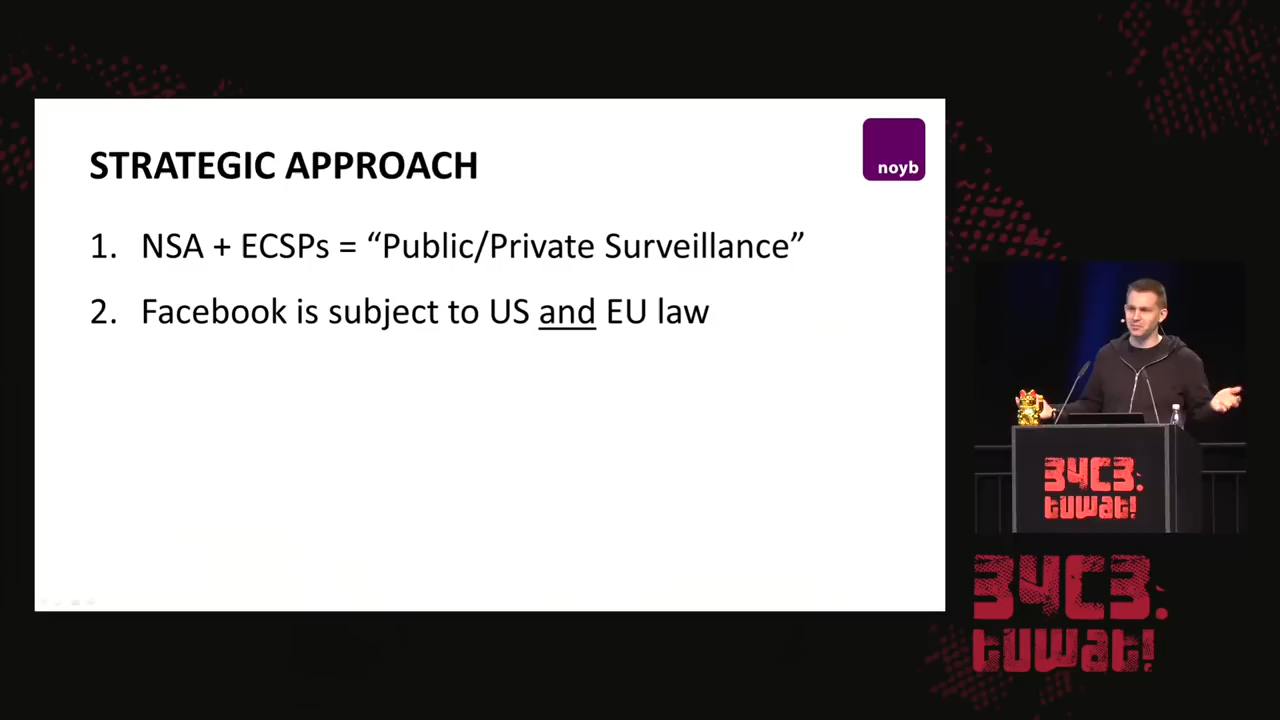 STRATEGIC APPROACH
noyb
1. NSA + ECSPs = “Public/Private Surveillance”
2. Facebook is subject to US and EU law
34C3.
tuwat!
34C3.
tuwat!